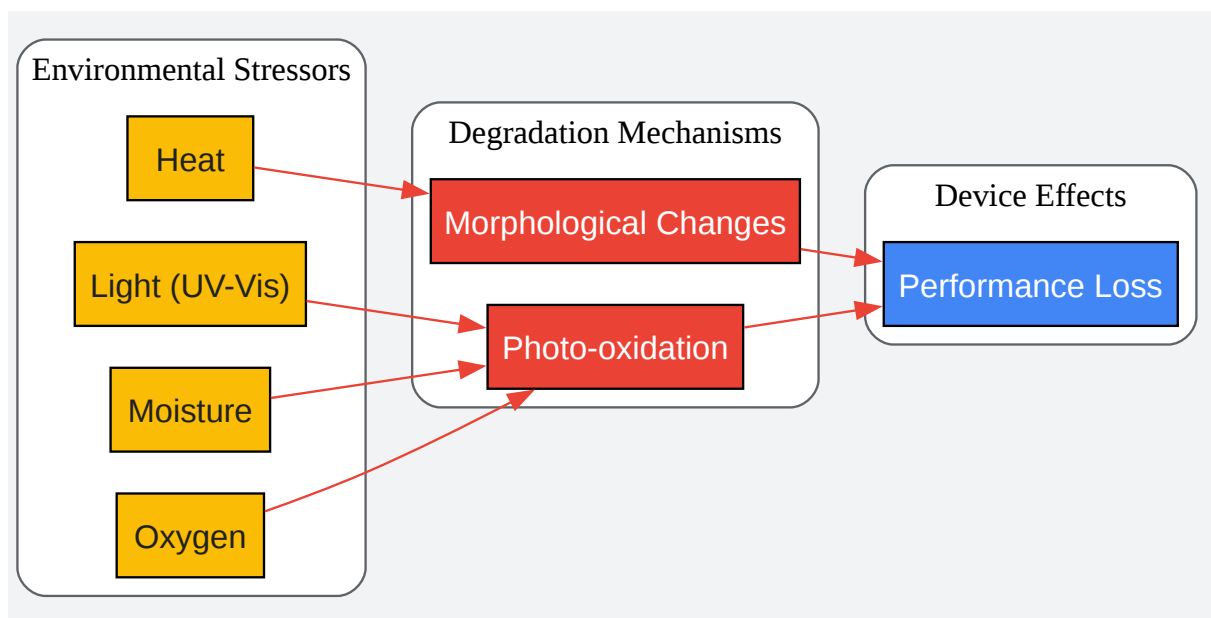 Environmental Stressors
Heat
Light (UV-Vis)
Moisture
Oxygen
Degradation Mechanisms
Morphological Changes
Photo-oxidation
Device Effects
Performance Loss